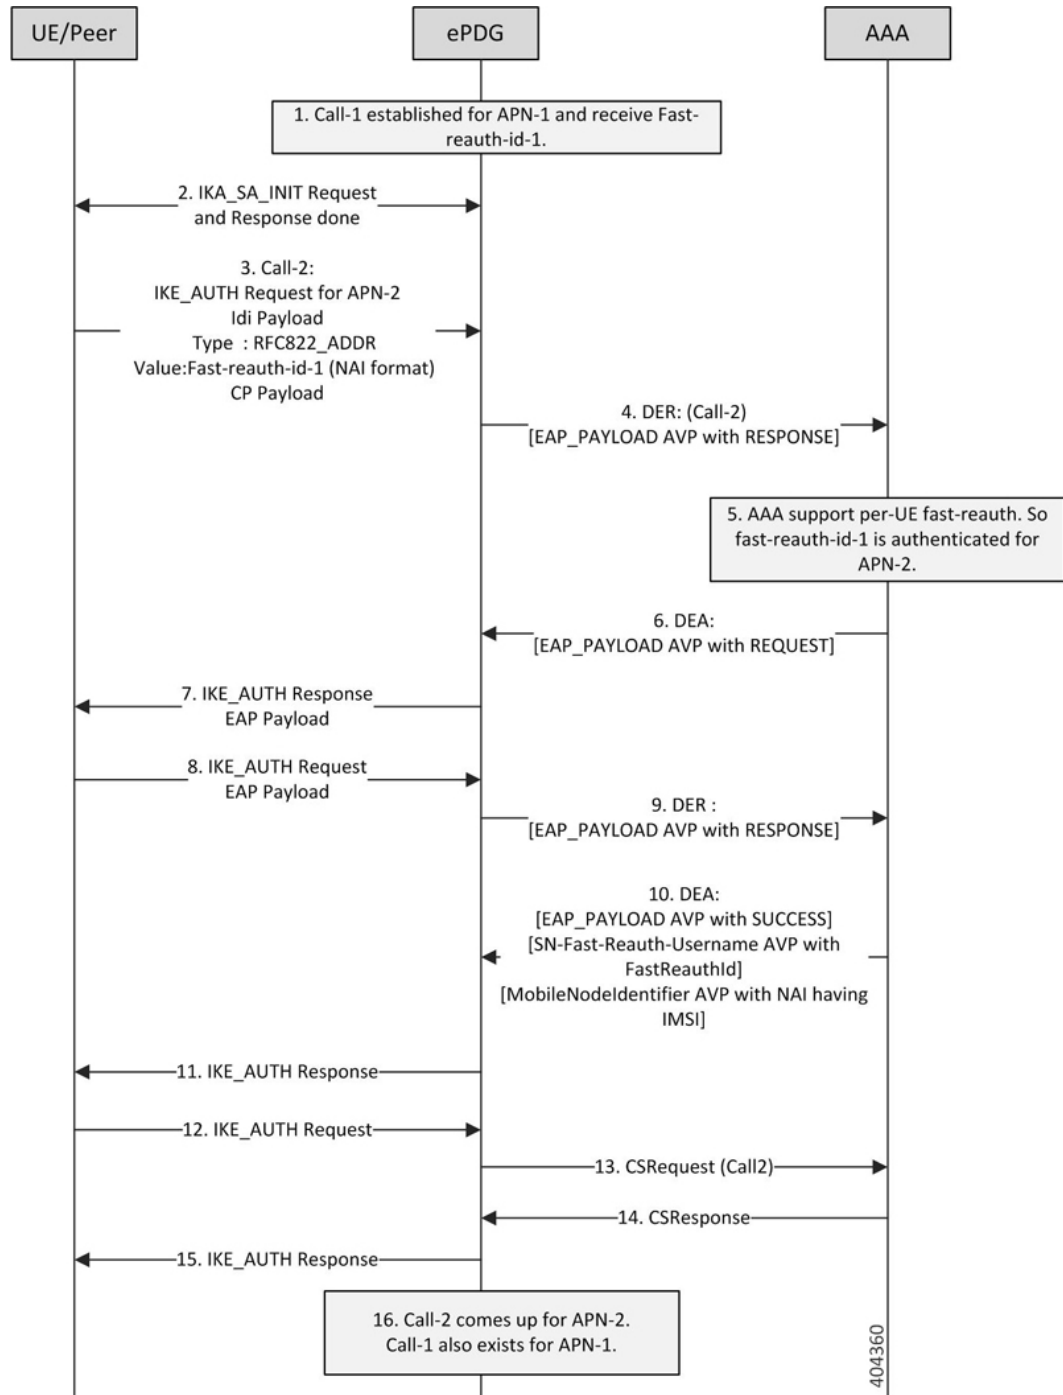 UE/Peer
ePDG
AAA
1. Call-1 established for APN-1 and receive Fast-
reauth-id-1.
2. IKA_SA_INIT Request
and Response done
3. Call-2:
IKE_AUTH Request for APN-2
Idi Payload
Type : RFC822_ADDR
Value:Fast-reauth-id-1 (NAI format)
CP Payload
4. DER: (Call-2)
[EAP_PAYLOAD AVP with RESPONSE]
5. AAA support per-UE fast-reauth. So
fast-reauth-id-1 is authenticated for
APN-2.
6. DEA:
[EAP_PAYLOAD AVP with REQUEST]
7. IKE_AUTH Response
EAP Payload
8. IKE_AUTH Request
EAP Payload
9. DER :
[EAP_PAYLOAD AVP with RESPONSE]
10. DEA:
[EAP_PAYLOAD AVP with SUCCESS]
[SN-Fast-Reauth-Username AVP with
FastReauthId]
[MobileNodeIdentifier AVP with NAI having
IMSI]
11. IKE_AUTH Response
12. IKE_AUTH Request
13. CSRequest (Call2)
14. CSResponse
15. IKE_AUTH Response
16. Call-2 comes up for APN-2.
Call-1 also exists for APN-1.
404360